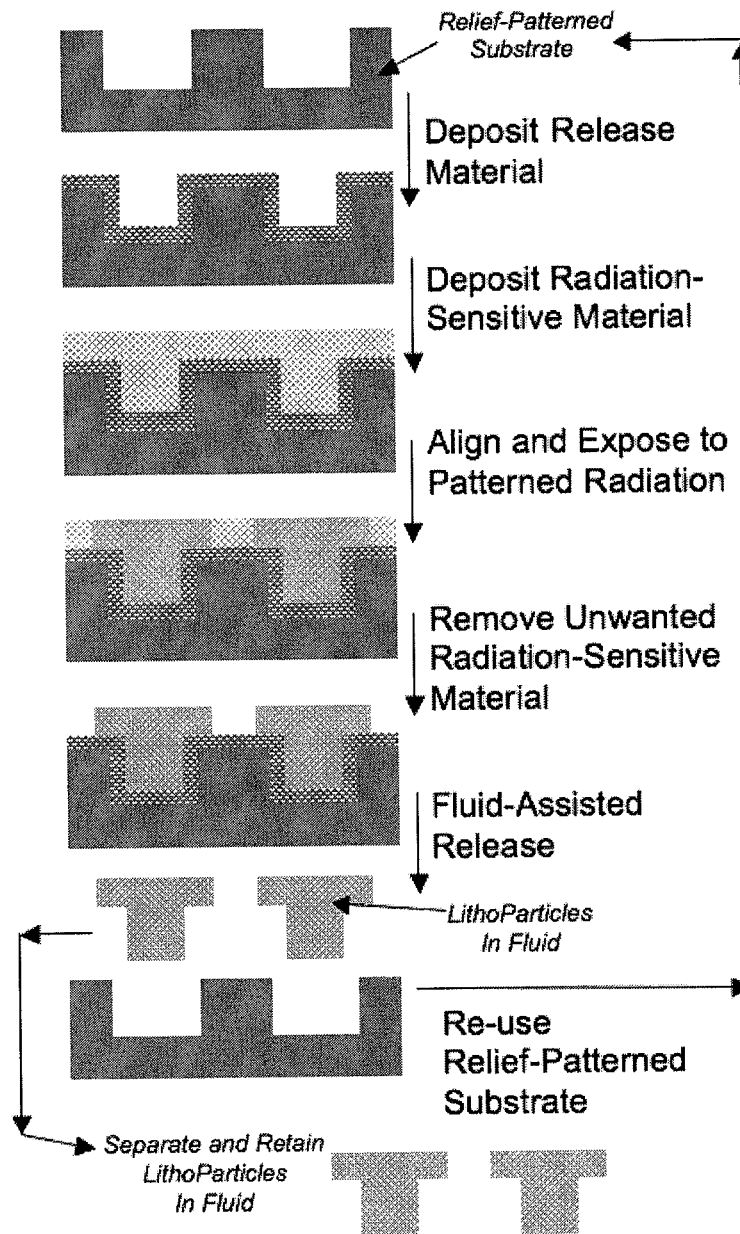 Relief-Patterned
Substrate
Deposit Release
Material
Deposit Radiation-
Sensitive Material
Align and Expose to
Patterned Radiation
Remove Unwanted
Radiation-Sensitive
Material
Fluid-Assisted
Release
LithoParticles
In Fluid
Re-use
Relief-Patterned
Substrate
Separate and Retain
LithoParticles
In Fluid